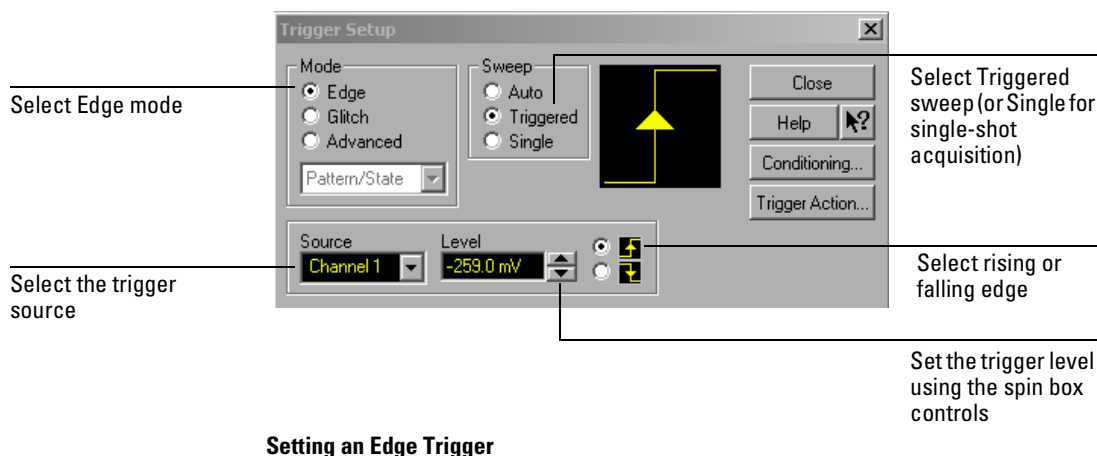 Trigger Setup
Mode
Edge
Glitch
Advanced
Pattern/State
Sweep
Auto
Triggered
Single
Close
Help
?
Conditioning...
Trigger Action...
Source
Channel 1
Level
-259.0 mV
Select Edge mode
Select the trigger
source
Select Triggered
sweep (or Single for
single-shot
acquisition)
Select rising or
falling edge
Set the trigger level
using the spin box
controls
Setting an Edge Trigger